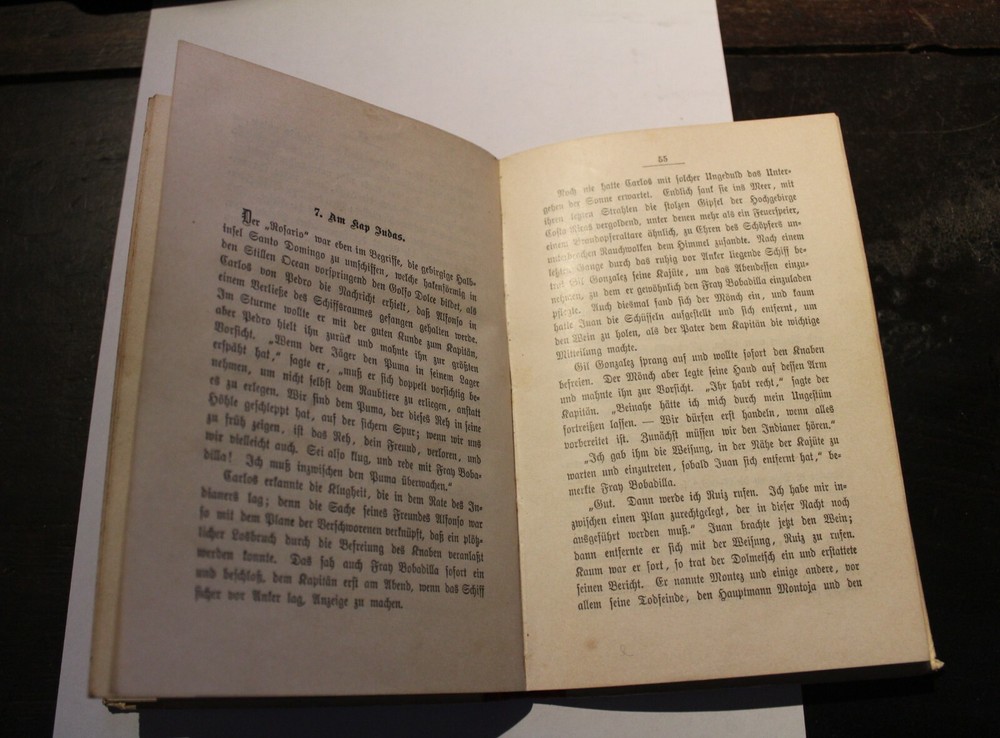 7. Am Kap Judas.
Der „Rosario“ war eben im Begriffe, die gebirgige Halb-
insel Santo Domingo zu umschiffen, welche hakenförmig in
den Stillen Ocean vorspringend den Golfo Dolce bildet, als
Carlos von Pedro die Nachricht erhielt, daß Alfonso in
einem Verließe des Schiffsraumes gefangen gehalten werde.
Im Sturme wollte er mit der guten Kunde zum Kapitän,
aber Pedro hielt ihn zurück und mahnte ihn zur größten
Vorsicht. „Wenn der Jäger den Puma in seinem Lager
erspäht hat,“ sagte er, „muß er sich doppelt vorsichtig be-
nehmen, um nicht selbst dem Raubtiere zu erliegen, anstatt
es zu erlegen. Wir sind dem Puma, der dieses Reh in seine
Höhle geschleppt hat, auf der sichern Spur; wenn wir uns
zu früh zeigen, ist das Reh, dein Freund, verloren, und
wir vielleicht auch. Sei also klug, und rede mit Fray Boba-
dilla! Ich muß inzwischen den Puma überwachen.“
Carlos erkannte die Klugheit, die in dem Rate des In-
dianers lag; denn die Sache seines Freundes Alfonso war
so mit dem Plane der Verschworenen verknüpft, daß ein plötz-
licher Losbruch durch die Befreiung des Knaben veranlaßt
werden konnte. Das sah auch Fray Bobadilla sofort ein
und beschloß, dem Kapitän erst am Abend, wenn das Schiff
sicher vor Anker lag, Anzeige zu machen.
55
Noch nie hatte Carlos mit solcher Ungeduld das Unter-
gehen der Sonne erwartet. Endlich sank sie ins Meer, mit
ihren letzten Strahlen die stolzen Gipfel der Hochgebirge
Costa Ricas vergoldend, unter denen mehr als ein Feuerspeier,
einem Brandopferaltare ähnlich, zu Ehren des Schöpfers un-
unterbrochen Rauchwolken dem Himmel zusandte. Nach einem
letzten Gange durch das ruhig vor Anker liegende Schiff be-
trat Gil Gonzalez seine Kajüte, um das Abendessen einzu-
nehmen, zu dem er gewöhnlich den Fray Bobadilla einzuladen
pflegte. Auch diesmal fand sich der Mönch ein, und kaum
hatte Juan die Schüsseln aufgestellt und sich entfernt, um
den Wein zu holen, als der Pater dem Kapitän die wichtige
Mitteilung machte.
Gil Gonzalez sprang auf und wollte sofort den Knaben
befreien. Der Mönch aber legte seine Hand auf dessen Arm
und mahnte ihn zur Vorsicht. „Ihr habt recht,“ sagte der
Kapitän. „Beinahe hätte ich mich durch mein Ungestüm
fortreißen lassen. — Wir dürfen erst handeln, wenn alles
vorbereitet ist. Zunächst müssen wir den Indianer hören.“
„Ich gab ihm die Weisung, in der Nähe der Kajüte zu
warten und einzutreten, sobald Juan sich entfernt hat,“ be-
merkte Fray Bobadilla.
„Gut. Dann werde ich Ruiz rufen. Ich habe mir in-
zwischen einen Plan zurechtgelegt, der in dieser Nacht noch
ausgeführt werden muß.“ Juan brachte jetzt den Wein;
dann entfernte er sich mit der Weisung, Ruiz zu rufen.
Kaum war er fort, so trat der Dolmetsch ein und erstattete
seinen Bericht. Er nannte Montez und einige andere, vor
allem seine Todfeinde, den Hauptmann Montoja und den